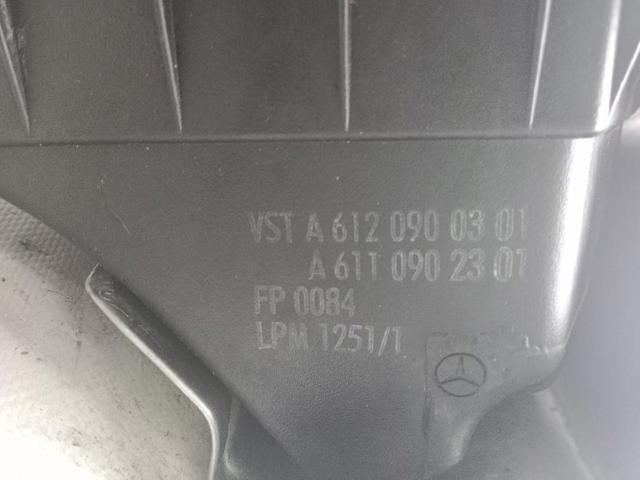 VST A 612 090 03 01
A 611 090 23 01
FP 0084
LPM 1251/1